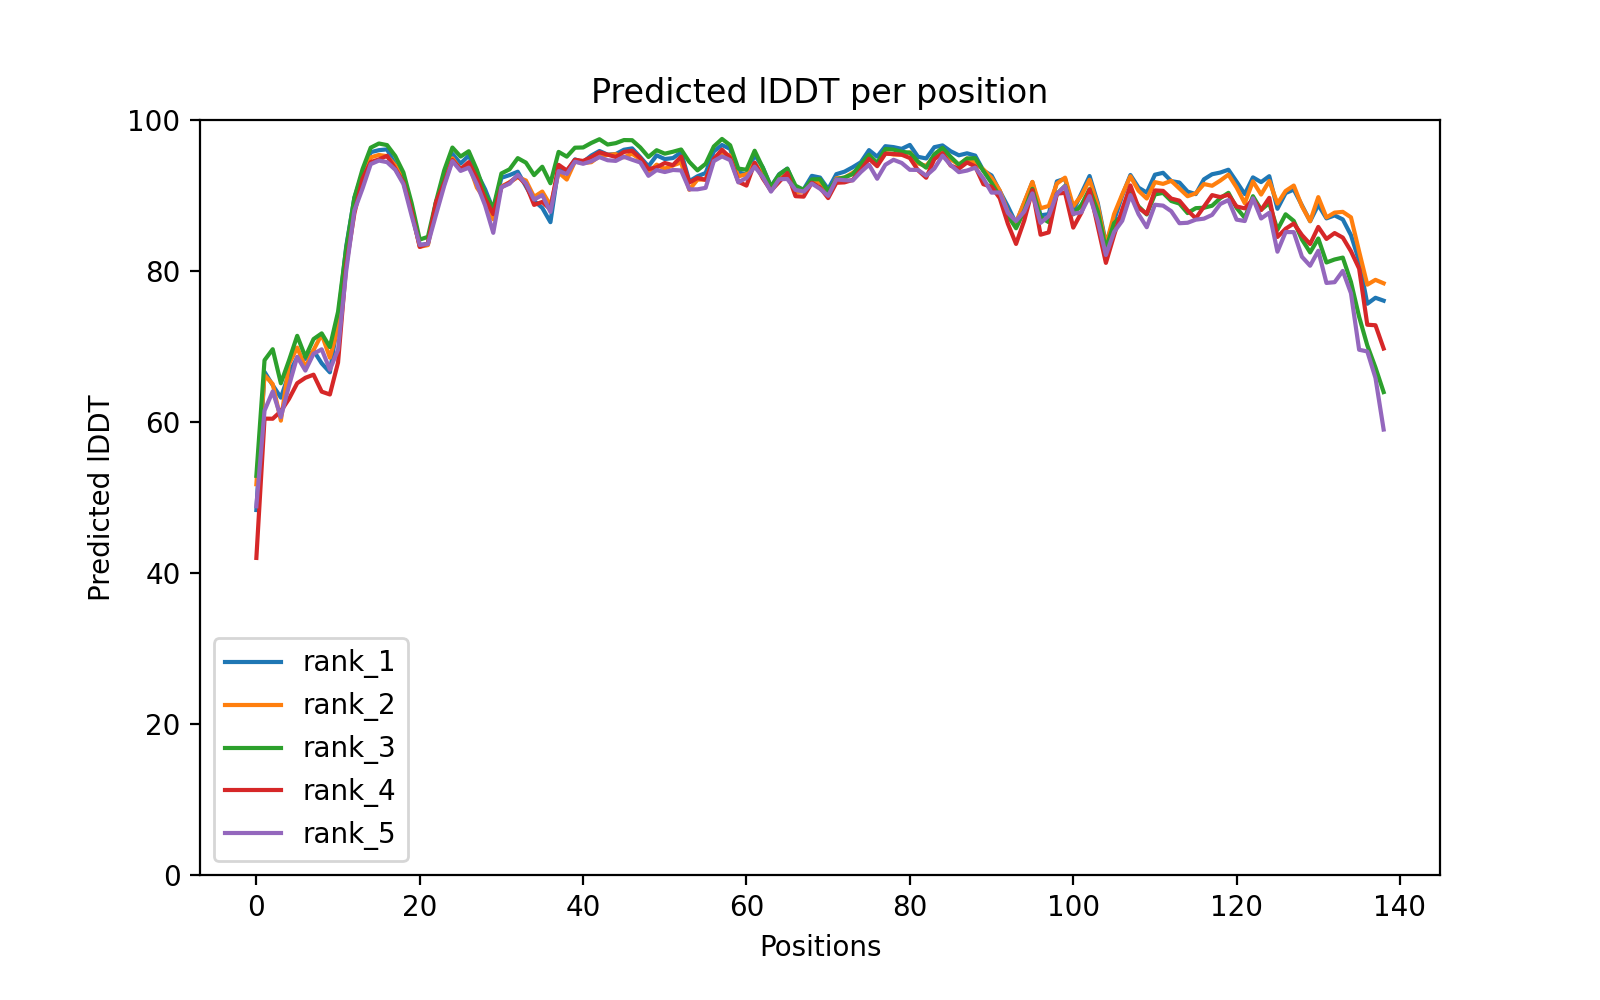 Predicted lDDT per position
100
80
60
40
20
0
Predicted lDDT
rank_1
rank_2
rank_3
rank_4
rank_5
0 20 40 60 80 100 120 140
Positions